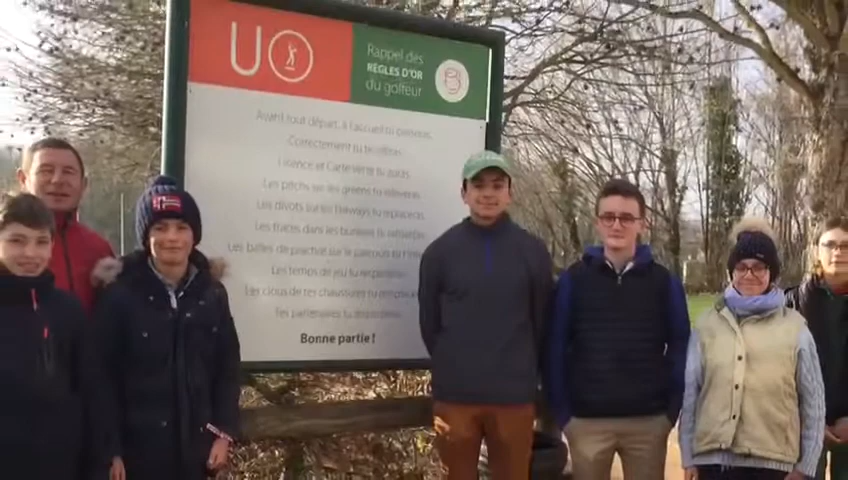 UO
Rappel des
RÈGLES D'OR
du golfeur
Avant tout départ, à l'accueil tu passeras.
Correctement tu te vêtiras.
Licence et Carte verte tu auras.
Les pitchs sur les greens tu relèveras.
Les divots sur les fairways tu replaceras.
Les traces dans les bunkers tu ratisseras.
Les balles de practice sur le parcours tu
Les temps de jeu tu respecteras.
Les clous de tes chaussures tu
Tes partenaires tu respecteras.
Bonne partie !